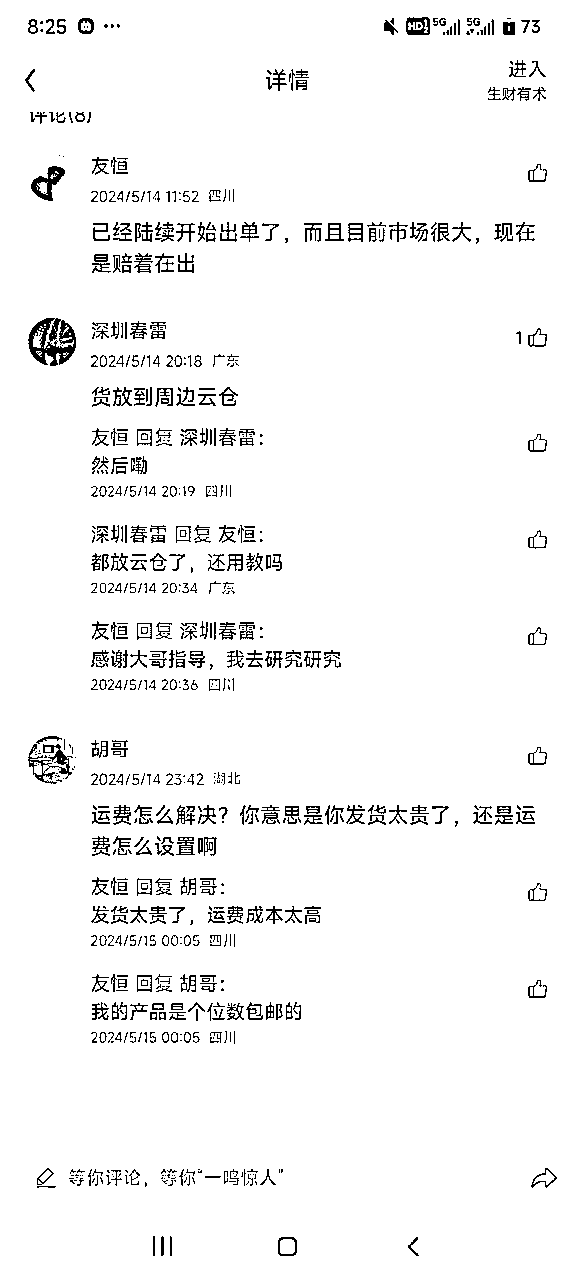 8:25 ... HD2 5G 5G 73
详情
进入
生财有术
评论(8)
友恒
2024/5/14 11:52 四川
已经陆续开始出单了，而且目前市场很大，现在
是赔着在出
深圳春雷
1
2024/5/14 20:18 广东
货放到周边云仓
友恒 回复 深圳春雷：
然后嘞
2024/5/14 20:19 四川
深圳春雷 回复 友恒：
都放云仓了，还用教吗
2024/5/14 20:34 广东
友恒 回复 深圳春雷：
感谢大哥指导，我去研究研究
2024/5/14 20:36 四川
胡哥
2024/5/14 23:42 湖北
运费怎么解决？你意思是你发货太贵了，还是运
费怎么设置啊
友恒 回复 胡哥：
发货太贵了，运费成本太高
2024/5/15 00:05 四川
友恒 回复 胡哥：
我的产品是个位数包邮的
2024/5/15 00:05 四川
等你评论，等你“一鸣惊人”